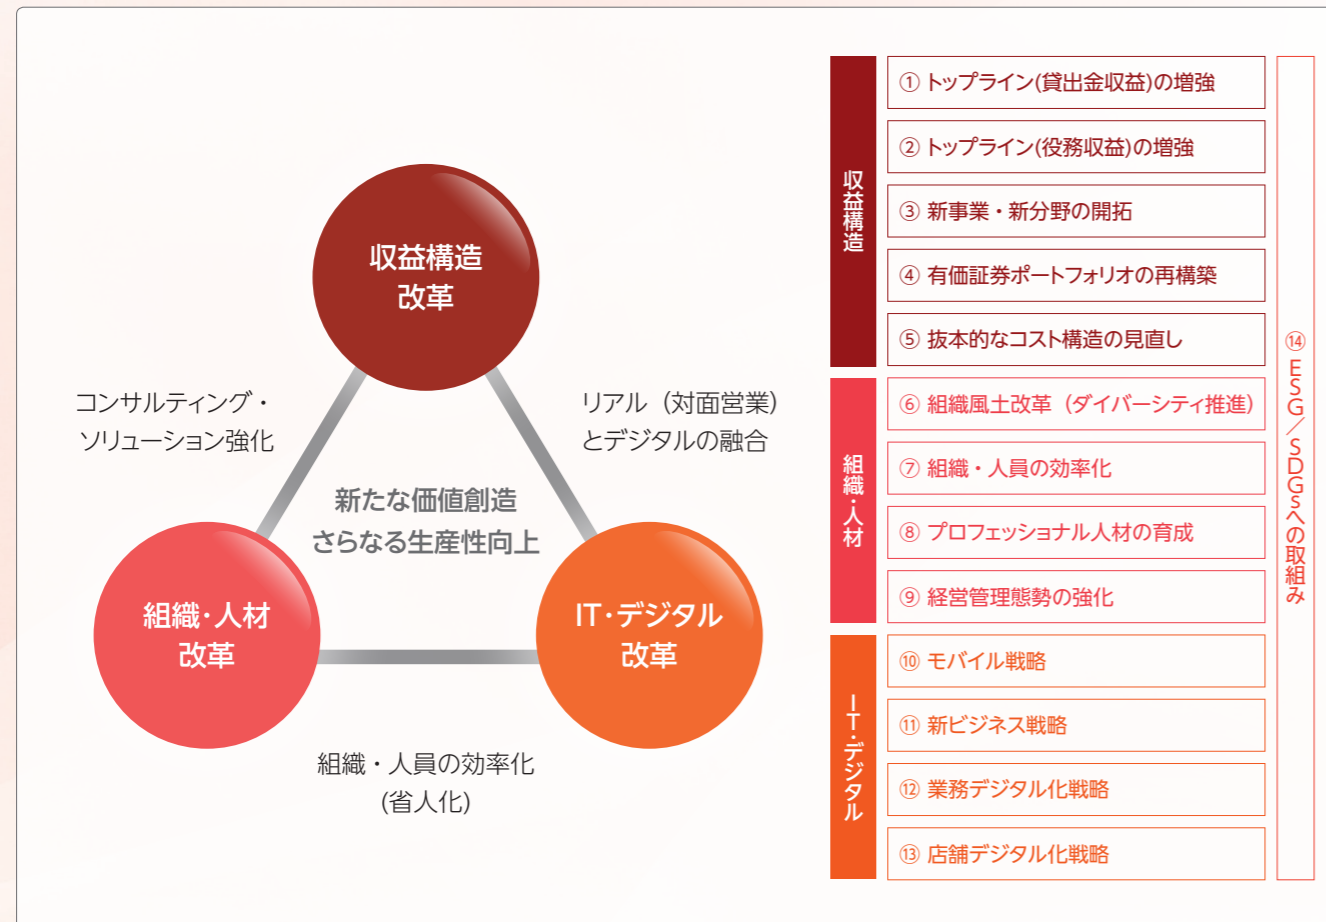 収益構造
改革
コンサルティング・
ソリューション強化
リアル（対面営業）
とデジタルの融合
新たな価値創造
さらなる生産性向上
組織・人材
改革
IT・デジタル
改革
組織・人員の効率化
(省人化)
収益構造
① トップライン(貸出金収益)の増強
② トップライン(役務収益)の増強
③ 新事業・新分野の開拓
④ 有価証券ポートフォリオの再構築
⑤ 抜本的なコスト構造の見直し
組織・人材
⑥ 組織風土改革（ダイバーシティ推進）
⑦ 組織・人員の効率化
⑧ プロフェッショナル人材の育成
⑨ 経営管理態勢の強化
IT・デジタル
⑩ モバイル戦略
⑪ 新ビジネス戦略
⑫ 業務デジタル化戦略
⑬ 店舗デジタル化戦略
⑭ ESG／SDGsへの取組み